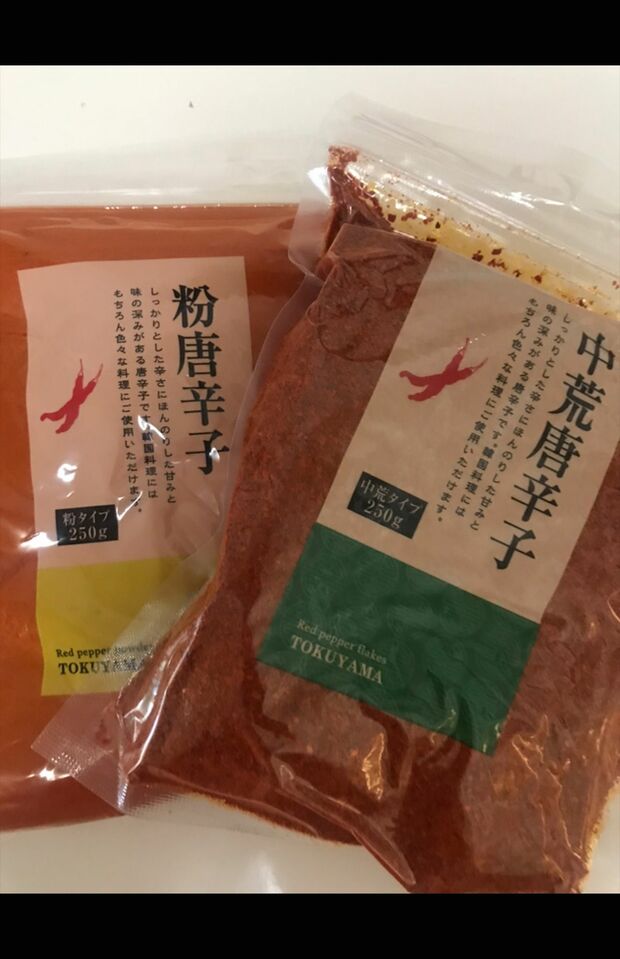 粉唐辛子
しっかりとした辛さにほんのりした甘みと
味の深みがある唐辛子です。韓国料理には
もちろん色々な料理にご使用いただけます。
粉タイプ
250g
Red pepper powder
TOKUYAMA
中荒唐辛子
しっかりとした辛さにほんのりした甘みと
味の深みがある唐辛子です。韓国料理には
もちろん色々な料理にご使用いただけます。
中荒タイプ
250g
Red pepper flakes
TOKUYAMA